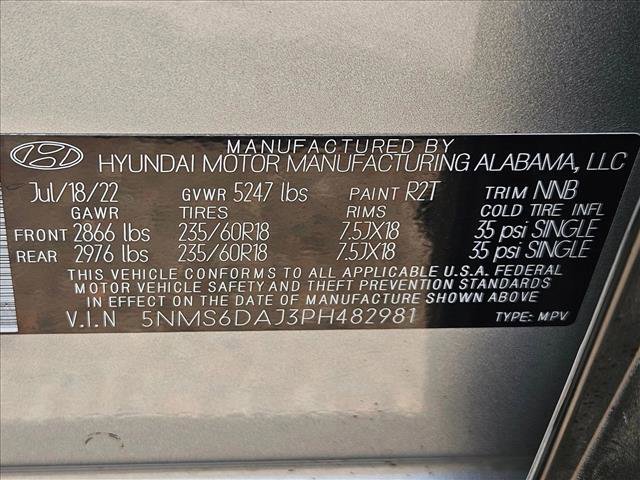 MANUFACTURED BY
HYUNDAI MOTOR MANUFACTURING ALABAMA, LLC
Jul/18/22 GVWR 5247 lbs PAINT R2T TRIM NNB
GAWR TIRES RIMS COLD TIRE INFL
FRONT 2866 lbs 235/60R18 7.5JX18 35 psi SINGLE
REAR 2976 lbs 235/60R18 7.5JX18 35 psi SINGLE
THIS VEHICLE CONFORMS TO ALL APPLICABLE U.S.A. FEDERAL
MOTOR VEHICLE SAFETY AND THEFT PREVENTION STANDARDS
IN EFFECT ON THE DATE OF MANUFACTURE SHOWN ABOVE
V.I.N 5NMS6DAJ3PH482981 TYPE: MPV